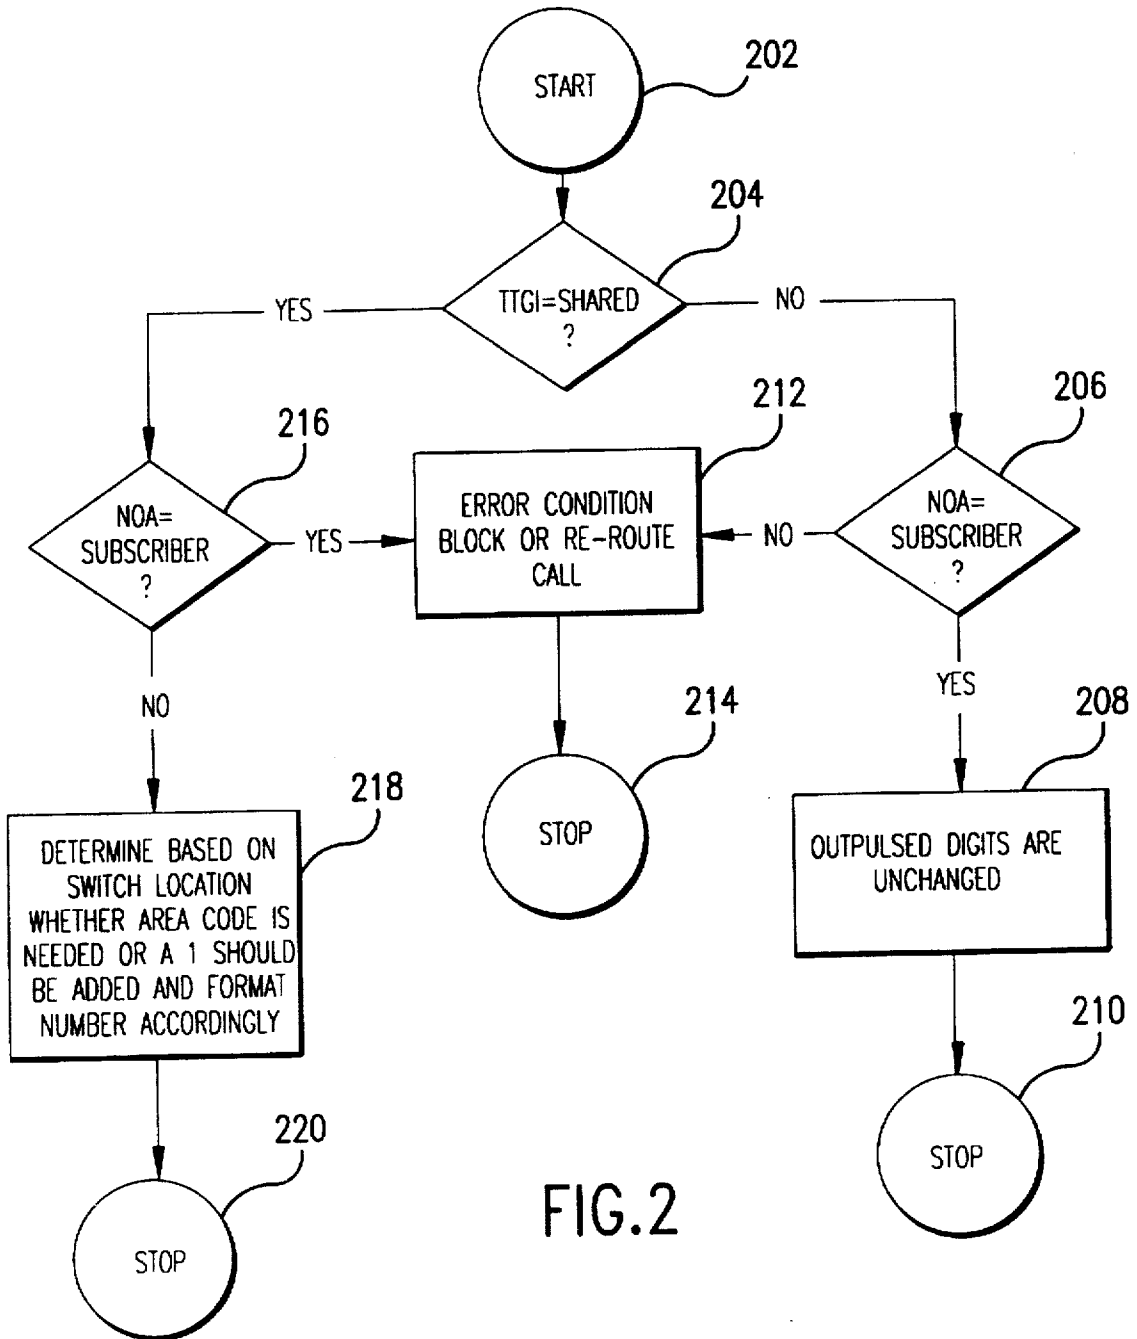 202
START
204
TTGI=SHARED
?
YES
NO
206
212
216
NOA=
SUBSCRIBER
?
YES
ERROR CONDITION
BLOCK OR RE-ROUTE
CALL
NO
NOA=
SUBSCRIBER
?
NO
YES
214
208
218
STOP
OUTPULSED DIGITS ARE
UNCHANGED
DETERMINE BASED ON
SWITCH LOCATION
WHETHER AREA CODE IS
NEEDED OR A 1 SHOULD
BE ADDED AND FORMAT
NUMBER ACCORDINGLY
210
220
STOP
STOP
FIG.2